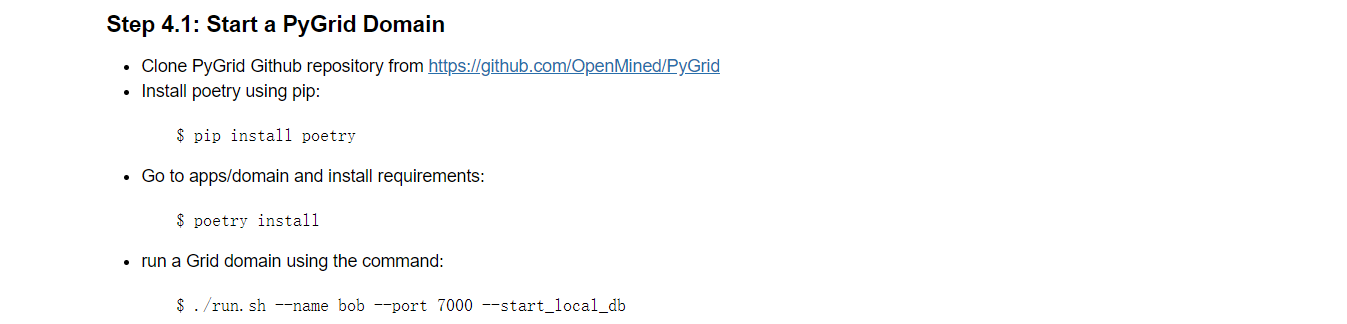 Step 4.1: Start a PyGrid Domain
• Clone PyGrid Github repository from https://github.com/OpenMined/PyGrid
• Install poetry using pip:
$ pip install poetry
• Go to apps/domain and install requirements:
$ poetry install
• run a Grid domain using the command:
$ ./run.sh --name bob --port 7000 --start_local_db